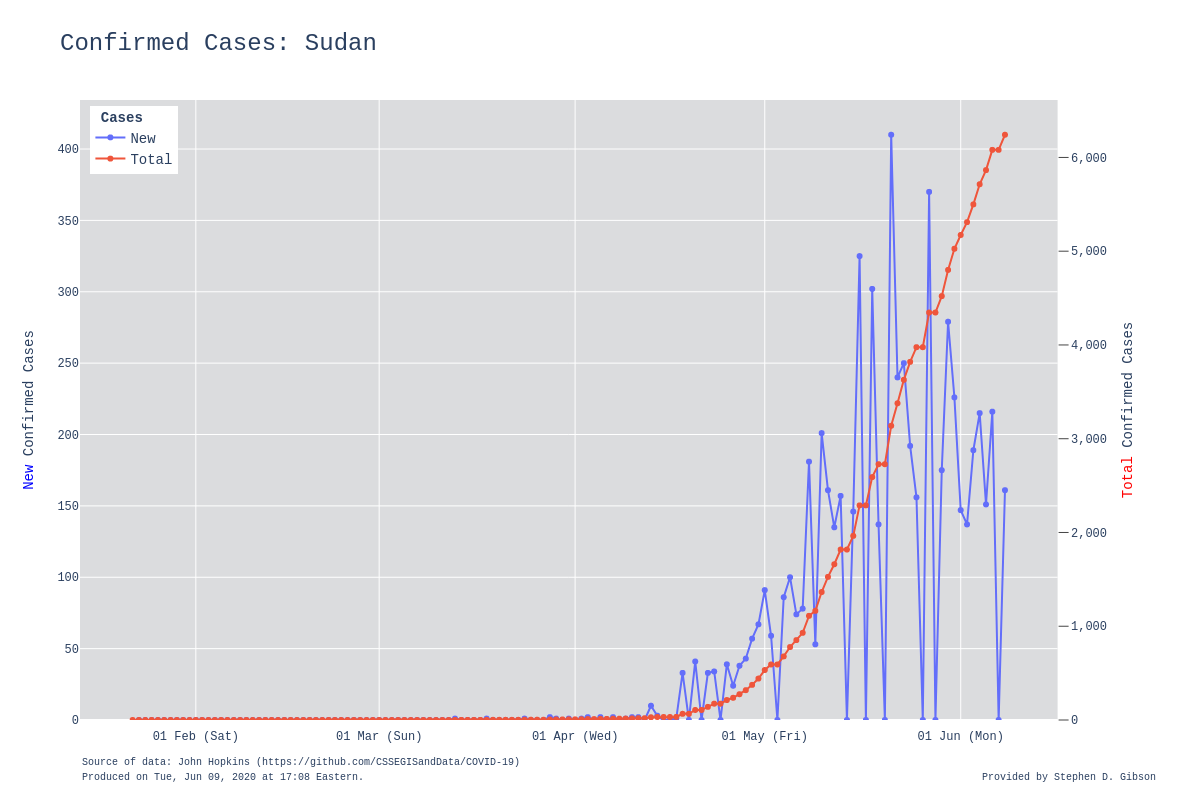 Confirmed Cases: Sudan
Cases
New
Total
400
350
300
250
200
150
100
50
0
New Confirmed Cases
6,000
5,000
4,000
3,000
2,000
1,000
0
Total Confirmed Cases
01 Feb (Sat)
01 Mar (Sun)
01 Apr (Wed)
01 May (Fri)
01 Jun (Mon)
Source of data: John Hopkins (https://github.com/CSSEGISandData/COVID-19)
Produced on Tue, Jun 09, 2020 at 17:08 Eastern.
Provided by Stephen D. Gibson